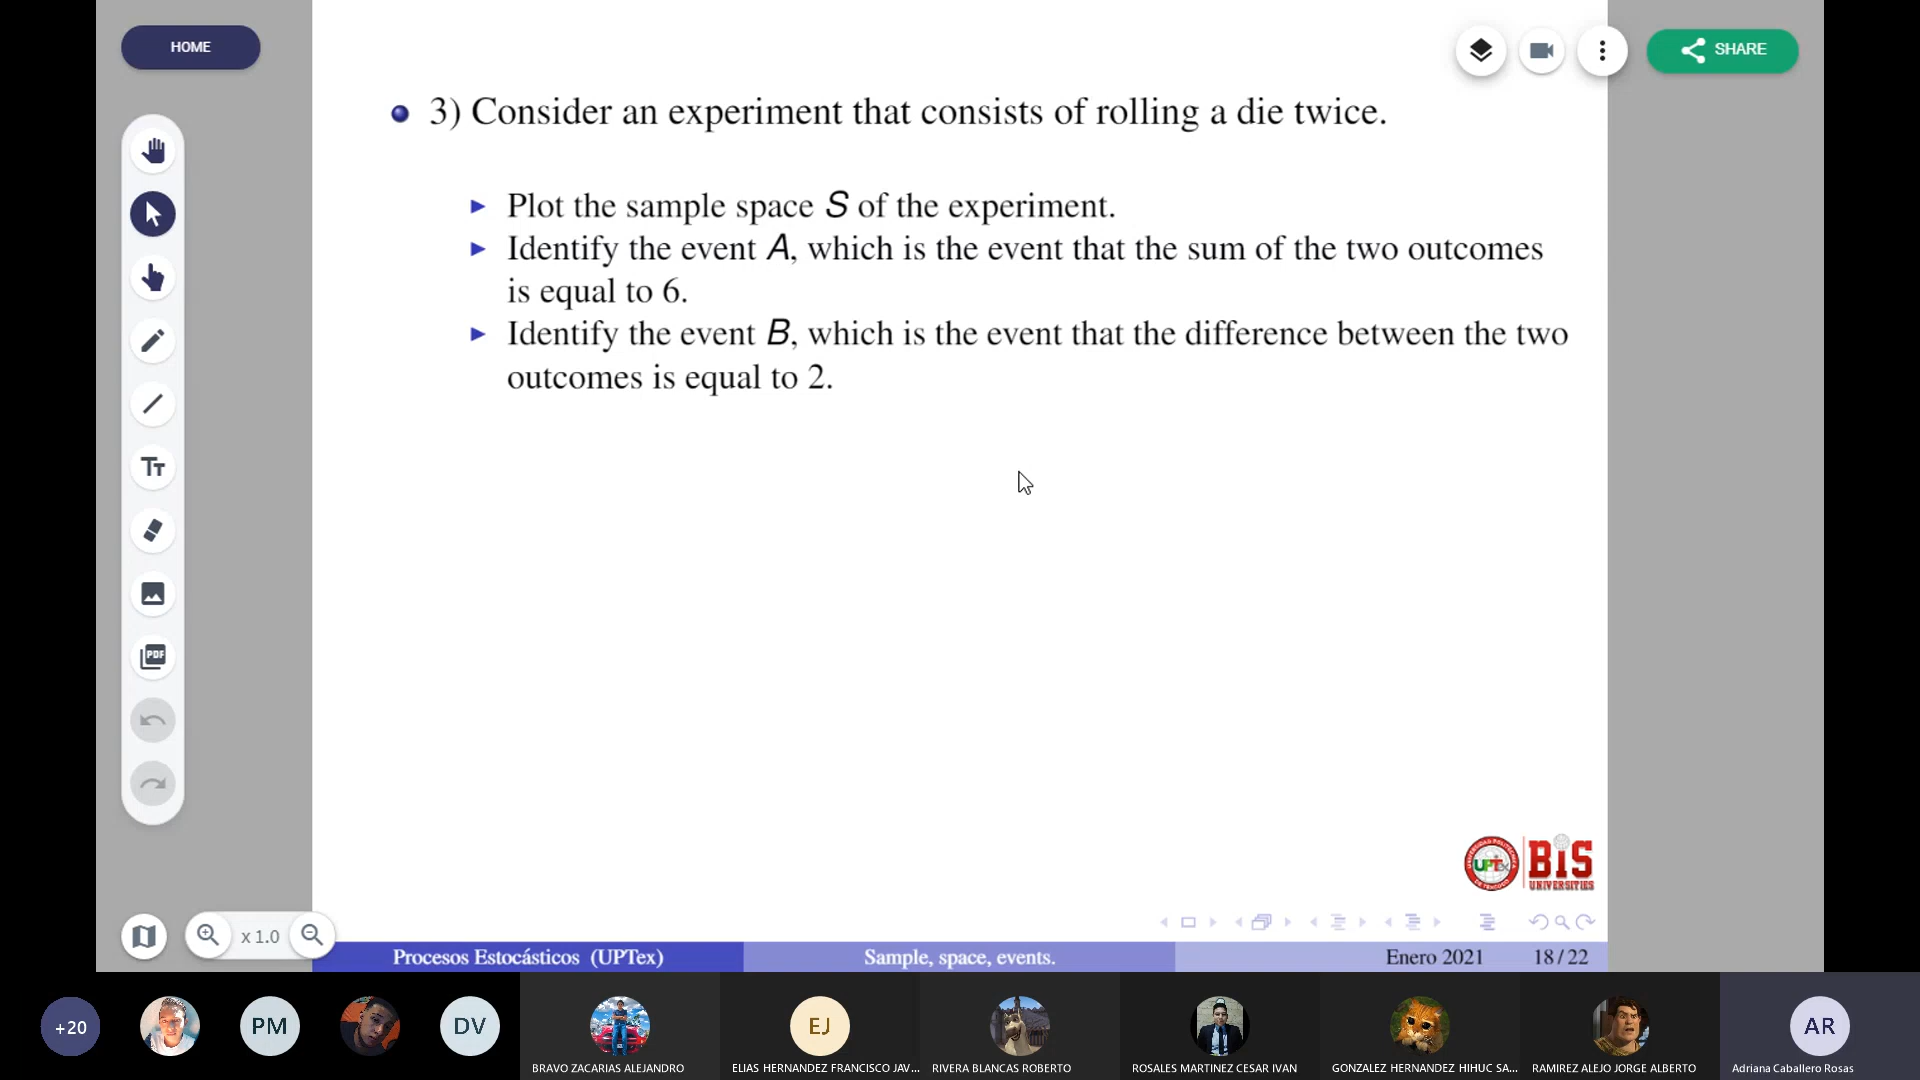 HOME
SHARE
3) Consider an experiment that consists of rolling a die twice.
Plot the sample space S of the experiment.
Identify the event A, which is the event that the sum of the two outcomes
is equal to 6.
Identify the event B, which is the event that the difference between the two
outcomes is equal to 2.
TT
PDF
x 1.0
UPTex
BIS
UNIVERSITIES
Procesos Estocásticos (UPTex)
Sample, space, events.
Enero 2021
18 / 22
+20
PM
DV
EJ
AR
BRAVO ZACARIAS ALEJANDRO
ELIAS HERNANDEZ FRANCISCO JAV...
RIVERA BLANCAS ROBERTO
ROSALES MARTINEZ CESAR IVAN
GONZALEZ HERNANDEZ HIHUC SA...
RAMIREZ ALEJO JORGE ALBERTO
Adriana Caballero Rosas